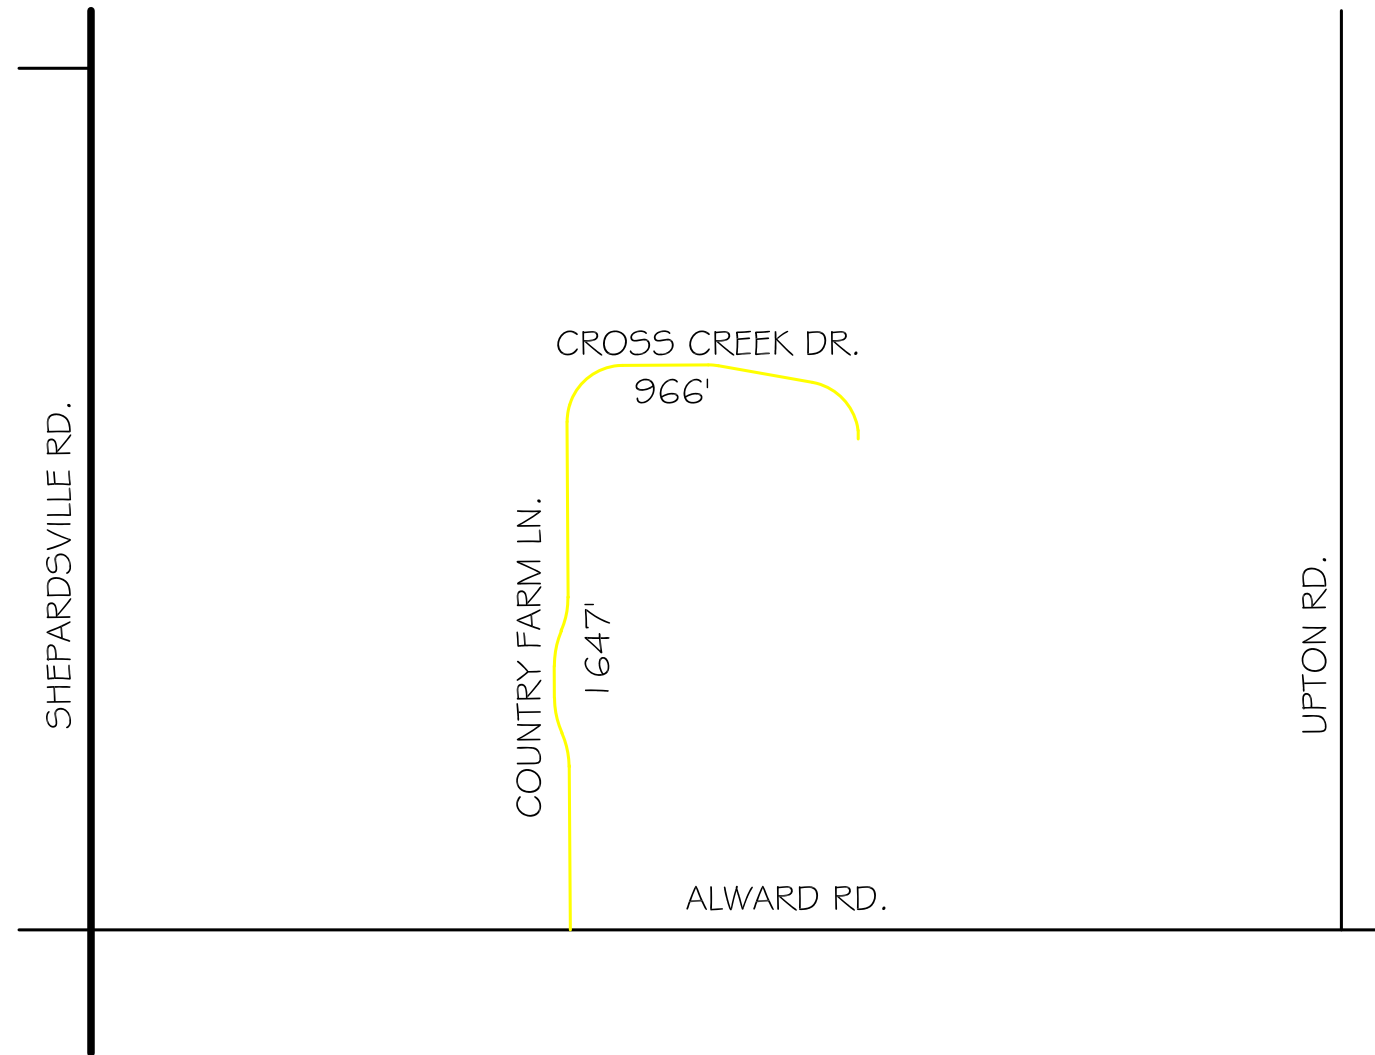 CROSS CREEK DR.
966'
SHEPARDSVILLE RD.
COUNTRY FARM LN.
1647'
UPTON RD.
ALWARD RD.